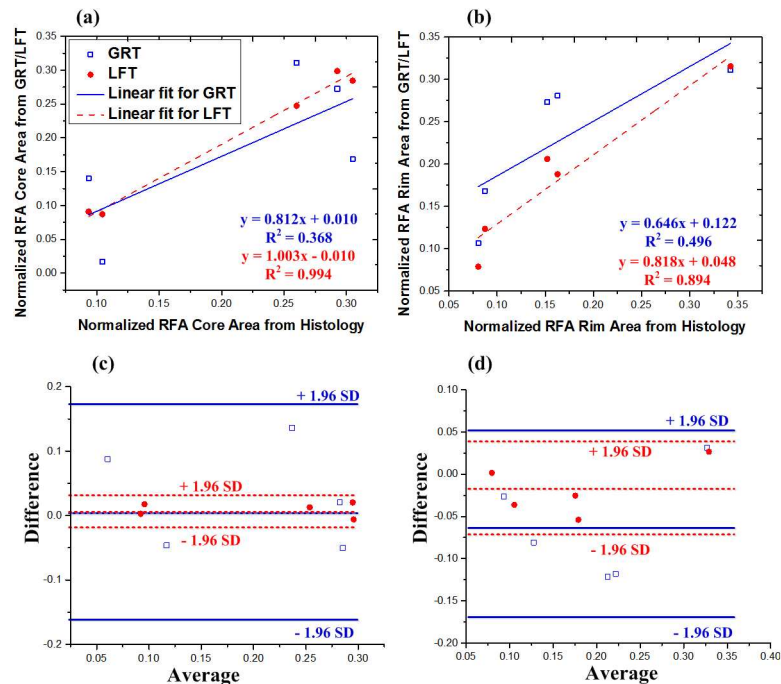 (a)
Normalized RFA Core Area from GRT/LFT
0.30
0.25
0.20
0.15
0.10
0.05
0.00
GRT
LFT
Linear fit for GRT
Linear fit for LFT
y = 0.812x + 0.010
R² = 0.368
y = 1.003x - 0.010
R² = 0.994
0.10 0.15 0.20 0.25 0.30
Normalized RFA Core Area from Histology
(b)
Normalized RFA Rim Area from GRT/LFT
0.35
0.30
0.25
0.20
0.15
0.10
0.05
y = 0.646x + 0.122
R² = 0.496
y = 0.818x + 0.048
R² = 0.894
0.05 0.10 0.15 0.20 0.25 0.30 0.35
Normalized RFA Rim Area from Histology
(c)
Difference
0.2
0.1
0.0
-0.1
-0.2
+ 1.96 SD
+ 1.96 SD
- 1.96 SD
- 1.96 SD
0.05 0.10 0.15 0.20 0.25 0.30
Average
(d)
Difference
0.10
0.05
0.00
-0.05
-0.10
-0.15
-0.20
+ 1.96 SD
+ 1.96 SD
- 1.96 SD
- 1.96 SD
0.05 0.10 0.15 0.20 0.25 0.30 0.35 0.40
Average